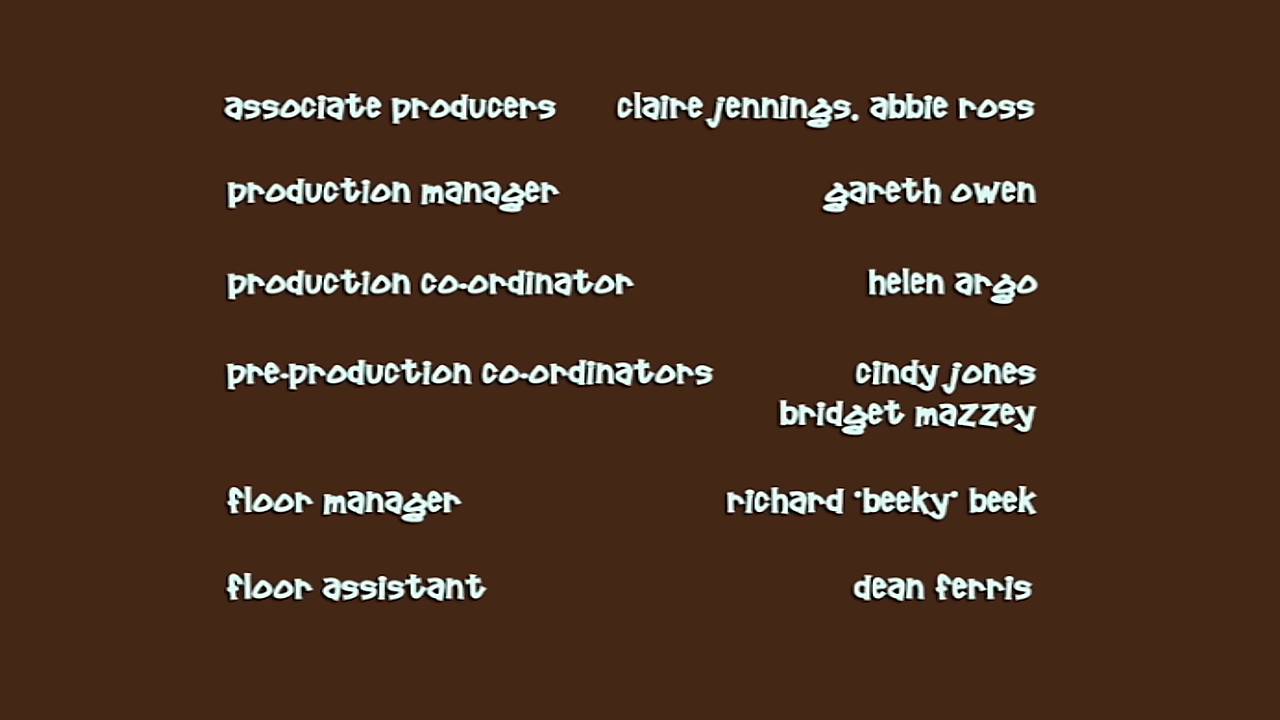 associate producers claire jennings, abbie ross
production manager gareth owen
production co-ordinator helen argo
pre-production co-ordinators cindy jones
bridget mazzey
floor manager richard 'beeky' beek
floor assistant dean ferris